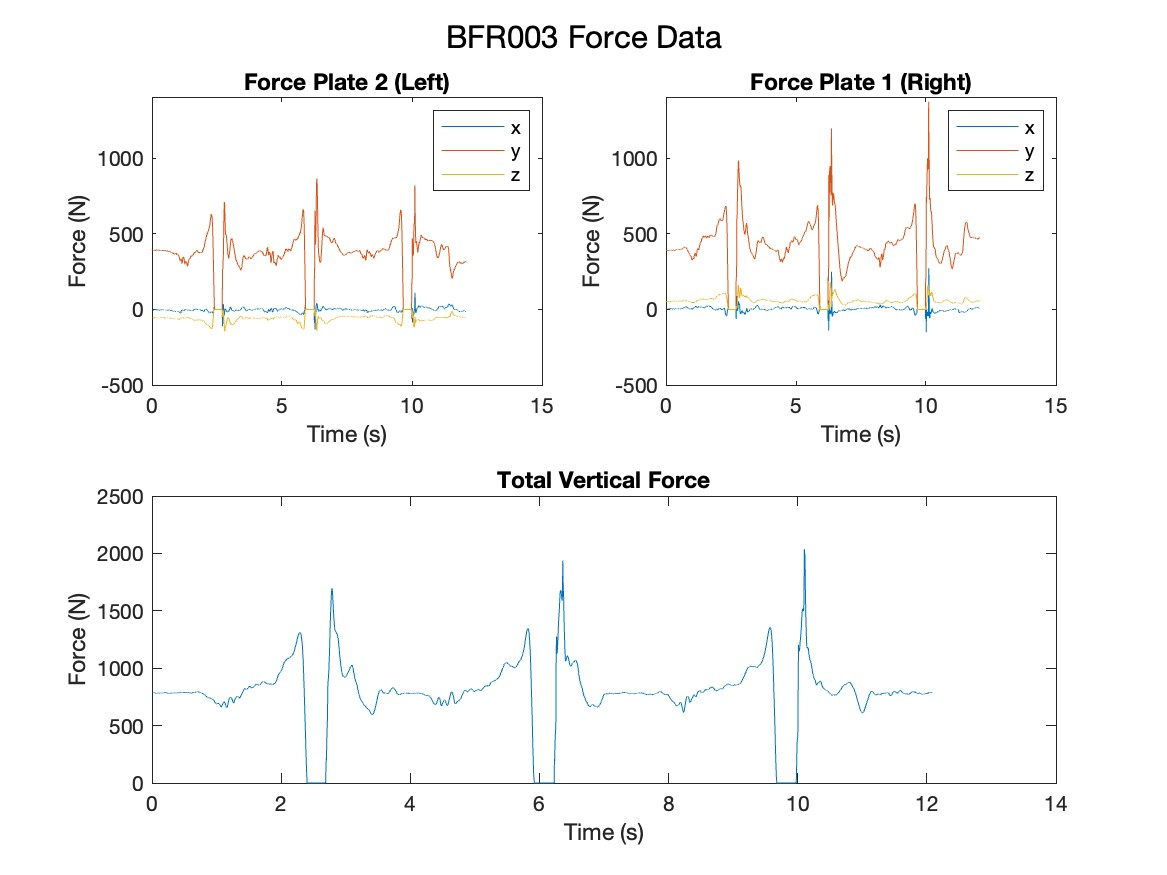 BFR003 Force Data
Force Plate 2 (Left)
Force (N)
1000
500
0
-500
0 5 10 15
Time (s)
x
y
z
Force Plate 1 (Right)
Force (N)
1000
500
0
-500
0 5 10 15
Time (s)
x
y
z
Total Vertical Force
Force (N)
2500
2000
1500
1000
500
0
0 2 4 6 8 10 12 14
Time (s)